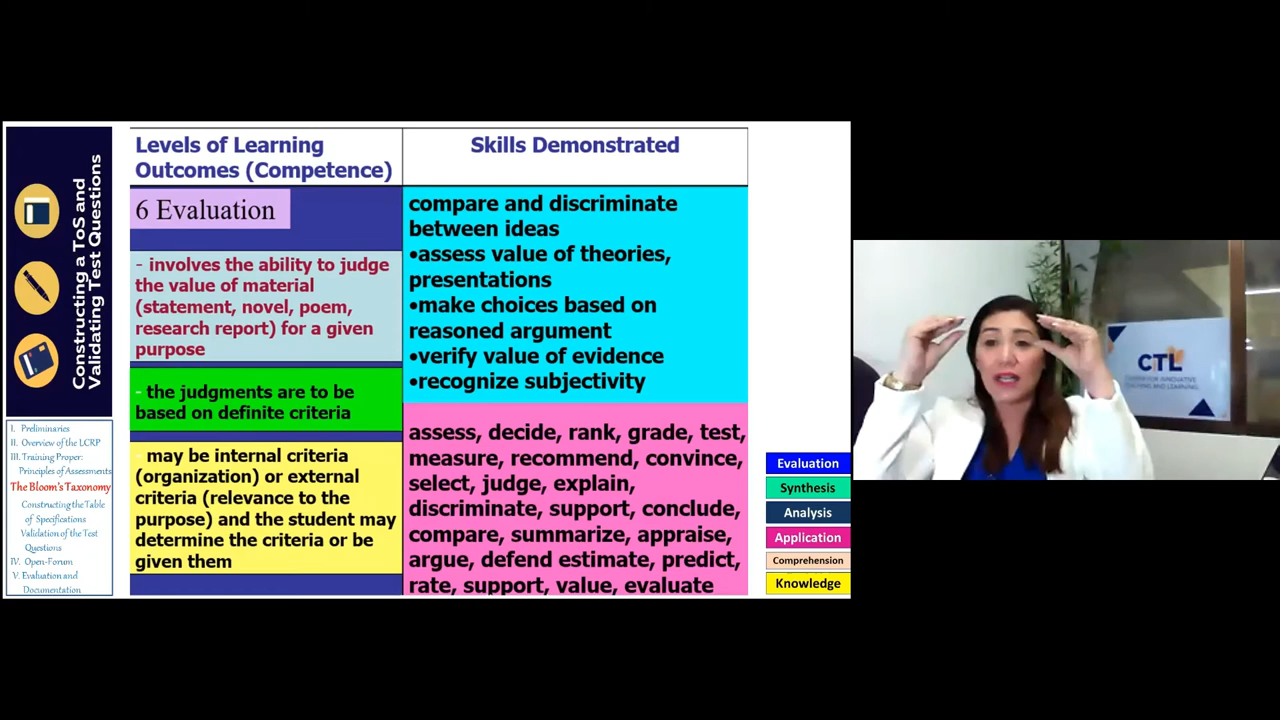 Constructing a ToS and
Validating Test Questions
I. Preliminaries
II. Overview of the LCRP
III. Training Proper:
Principles of Assessments
The Bloom's Taxonomy
Constructing the Table
of Specifications
Validation of the Test
Questions
IV. Open-Forum
V. Evaluation and
Documentation
Levels of Learning
Outcomes (Competence)
6 Evaluation
- involves the ability to judge
the value of material
(statement, novel, poem,
research report) for a given
purpose
- the judgments are to be
based on definite criteria
may be internal criteria
(organization) or external
criteria (relevance to the
purpose) and the student may
determine the criteria or be
given them
Skills Demonstrated
compare and discriminate
between ideas
•assess value of theories,
presentations
•make choices based on
reasoned argument
•verify value of evidence
•recognize subjectivity
assess, decide, rank, grade, test,
measure, recommend, convince,
select, judge, explain,
discriminate, support, conclude,
compare, summarize, appraise,
argue, defend estimate, predict,
rate, support, value, evaluate
Evaluation
Synthesis
Analysis
Application
Comprehension
Knowledge
CTL
CENTER FOR INNOVATIVE
TEACHING AND LEARNING